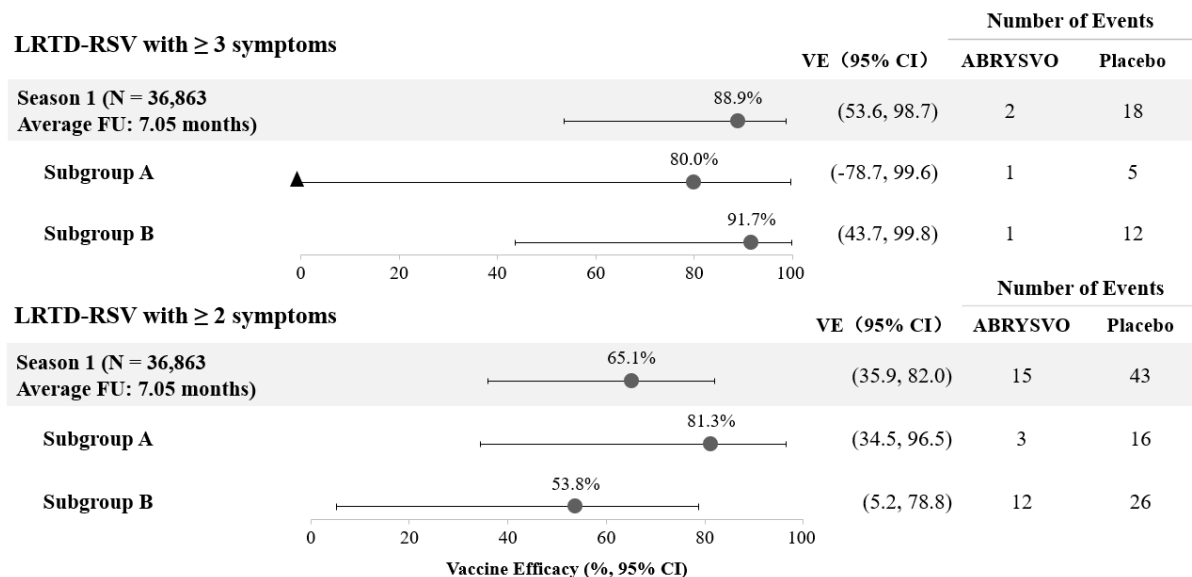 Number of Events
LRTD-RSV with ≥ 3 symptoms
VE（95% CI） ABRYSVO Placebo
Season 1 (N = 36,863
Average FU: 7.05 months)
88.9%
(53.6, 98.7) 2 18
Subgroup A
80.0%
(-78.7, 99.6) 1 5
Subgroup B
91.7%
(43.7, 99.8) 1 12
0 20 40 60 80 100
Number of Events
LRTD-RSV with ≥ 2 symptoms
VE（95% CI） ABRYSVO Placebo
Season 1 (N = 36,863
Average FU: 7.05 months)
65.1%
(35.9, 82.0) 15 43
Subgroup A
81.3%
(34.5, 96.5) 3 16
Subgroup B
53.8%
(5.2, 78.8) 12 26
0 20 40 60 80 100
Vaccine Efficacy (%, 95% CI)